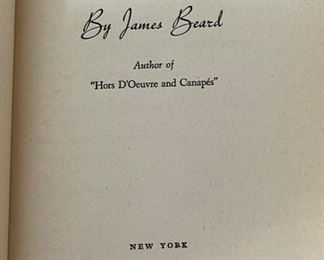 By James Beard
Author of
"Hors D'Oeuvre and Canapés"
NEW YORK